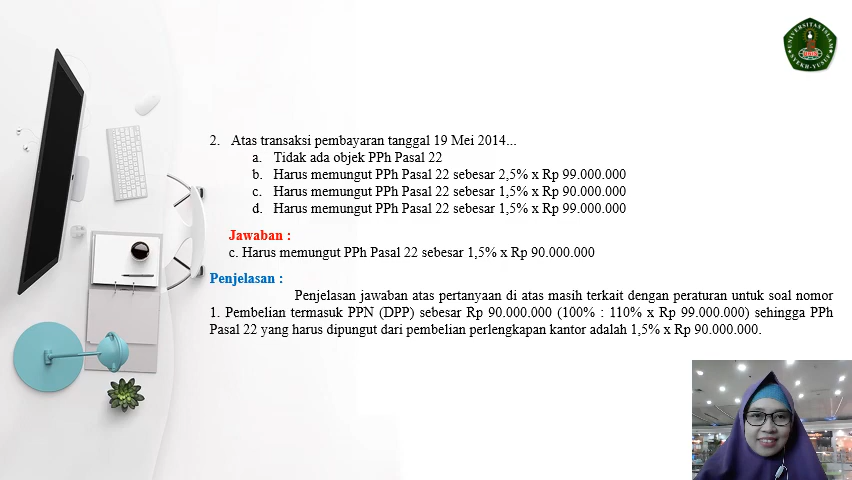 UNIVERSITAS ISLAM
SYEKH-YUSUF
2. Atas transaksi pembayaran tanggal 19 Mei 2014...
a. Tidak ada objek PPh Pasal 22
b. Harus memungut PPh Pasal 22 sebesar 2,5% x Rp 99.000.000
c. Harus memungut PPh Pasal 22 sebesar 1,5% x Rp 90.000.000
d. Harus memungut PPh Pasal 22 sebesar 1,5% x Rp 99.000.000
Jawaban :
c. Harus memungut PPh Pasal 22 sebesar 1,5% x Rp 90.000.000
Penjelasan :
Penjelasan jawaban atas pertanyaan di atas masih terkait dengan peraturan untuk soal nomor
1. Pembelian termasuk PPN (DPP) sebesar Rp 90.000.000 (100% : 110% x Rp 99.000.000) sehingga PPh
Pasal 22 yang harus dipungut dari pembelian perlengkapan kantor adalah 1,5% x Rp 90.000.000.